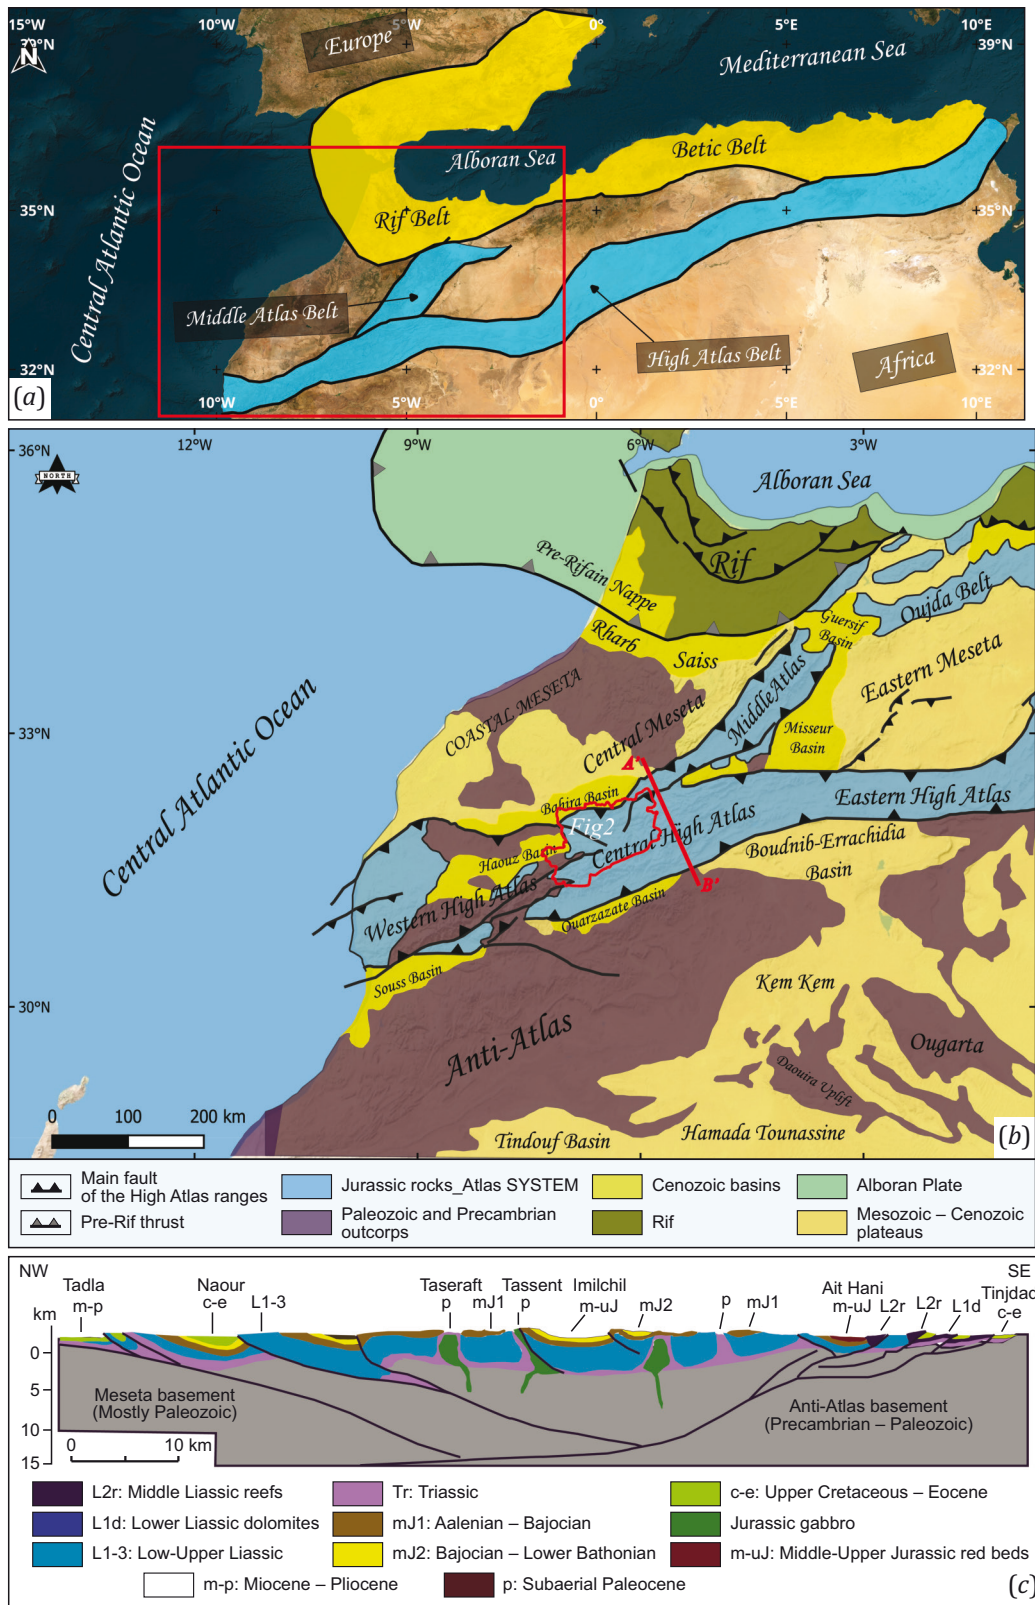 15°W
10°W
5°W
0°
5°E
10°E
39°N
39°N
N
Europe
Mediterranean Sea
Central Atlantic Ocean
Alboran Sea
Betic Belt
35°N
35°N
Rif Belt
Middle Atlas Belt
High Atlas Belt
Africa
32°N
32°N
10°W
5°W
0°
5°E
10°E
(a)
36°N
12°W
9°W
6°W
3°W
NORTH
Alboran Sea
Rif
Pre-Rifain Nappe
Oujda Belt
Guersif
Basin
Rharb
Saiss
Eastern Meseta
Middle Atlas
COASTAL MESETA
33°N
Central Meseta
Misseur
Basin
Central Atlantic Ocean
A'
Bahira Basin
Eastern High Atlas
Fig2
Central High Atlas
Haouz Basin
Boudnib-Errachidia
Basin
B'
Western High Atlas
Ouarzazate Basin
Souss Basin
Kem Kem
30°N
Anti-Atlas
Ougarta
Daouira Uplift
0 100 200 km
Tindouf Basin
Hamada Tounassine
(b)
Main fault
of the High Atlas ranges
Jurassic rocks_Atlas SYSTEM
Cenozoic basins
Alboran Plate
Pre-Rif thrust
Paleozoic and Precambrian
outcorps
Rif
Mesozoic – Cenozoic
plateaus
NW
SE
Tadla
m-p
Naour
c-e
L1-3
Taseraft
p
mJ1
Tassent
p
Imilchil
m-uJ
mJ2
p
mJ1
Ait Hani
m-uJ
L2r
L2r
L1d
Tinjdad
c-e
km
0
5
10
15
Meseta basement
(Mostly Paleozoic)
Anti-Atlas basement
(Precambrian – Paleozoic)
0 10 km
L2r: Middle Liassic reefs
Tr: Triassic
c-e: Upper Cretaceous – Eocene
L1d: Lower Liassic dolomites
mJ1: Aalenian – Bajocian
Jurassic gabbro
L1-3: Low-Upper Liassic
mJ2: Bajocian – Lower Bathonian
m-uJ: Middle-Upper Jurassic red beds
m-p: Miocene – Pliocene
p: Subaerial Paleocene
(c)